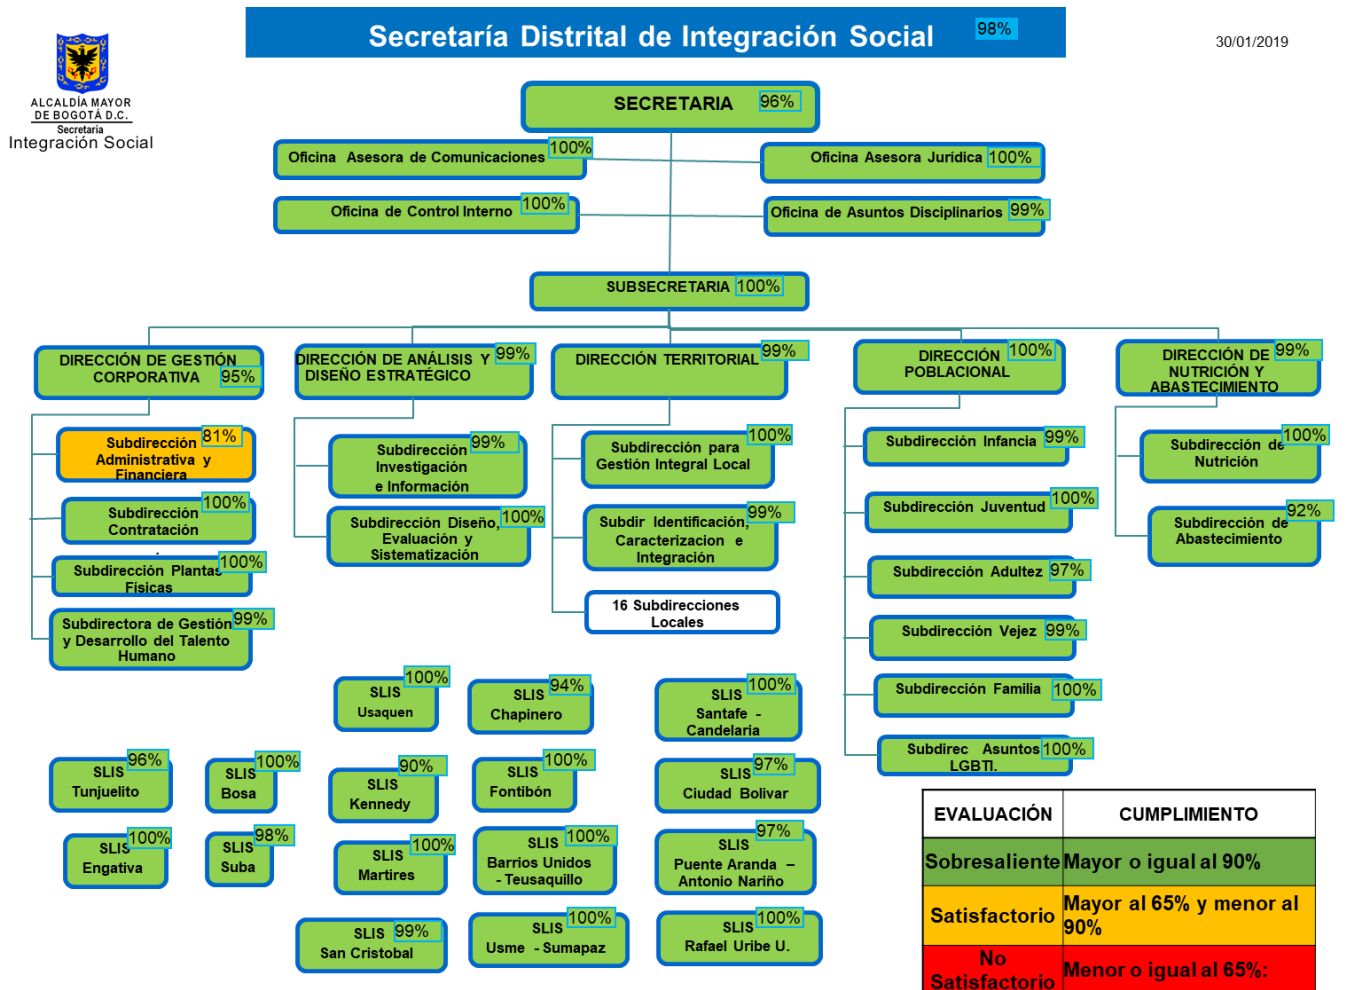 Secretaría Distrital de Integración Social 98%
30/01/2019
ALCALDÍA MAYOR
DE BOGOTÁ D.C.
Secretaría
Integración Social
SECRETARIA 96%
Oficina Asesora de Comunicaciones 100%
Oficina Asesora Jurídica 100%
Oficina de Control Interno 100%
Oficina de Asuntos Disciplinarios 99%
SUBSECRETARIA 100%
DIRECCIÓN DE GESTIÓN
CORPORATIVA 95%
DIRECCIÓN DE ANÁLISIS Y 99%
DISEÑO ESTRATÉGICO
DIRECCIÓN TERRITORIAL 99%
DIRECCIÓN 100%
POBLACIONAL
DIRECCIÓN DE 99%
NUTRICIÓN Y
ABASTECIMIENTO
Subdirección 81%
Administrativa y
Financiera
Subdirección 100%
Contratación
.
Subdirección Plantas 100%
Físicas
Subdirectora de Gestión 99%
y Desarrollo del Talento
Humano
Subdirección 99%
Investigación
e Información
Subdirección Diseño, 100%
Evaluación y
Sistematización
Subdirección para 100%
Gestión Integral Local
Subdir Identificación, 99%
Caracterizacion e
Integración
16 Subdirecciones
Locales
Subdirección Infancia 99%
Subdirección Juventud 100%
Subdirección Adultez 97%
Subdirección Vejez 99%
Subdirección Familia 100%
Subdirec Asuntos 100%
LGBTI.
Subdirección de 100%
Nutrición
Subdirección de 92%
Abastecimiento
SLIS 100%
Usaquen
SLIS 94%
Chapinero
SLIS 100%
Santafe -
Candelaria
SLIS 96%
Tunjuelito
SLIS 100%
Bosa
SLIS 90%
Kennedy
SLIS 100%
Fontibón
SLIS 97%
Ciudad Bolivar
SLIS 100%
Engativa
SLIS 98%
Suba
SLIS 100%
Martires
SLIS 100%
Barrios Unidos
- Teusaquillo
SLIS 97%
Puente Aranda –
Antonio Nariño
SLIS 99%
San Cristobal
SLIS 100%
Usme - Sumapaz
SLIS 100%
Rafael Uribe U.
EVALUACIÓN CUMPLIMIENTO
Sobresaliente Mayor o igual al 90%
Satisfactorio Mayor al 65% y menor al
90%
No
Satisfactorio Menor o igual al 65%: